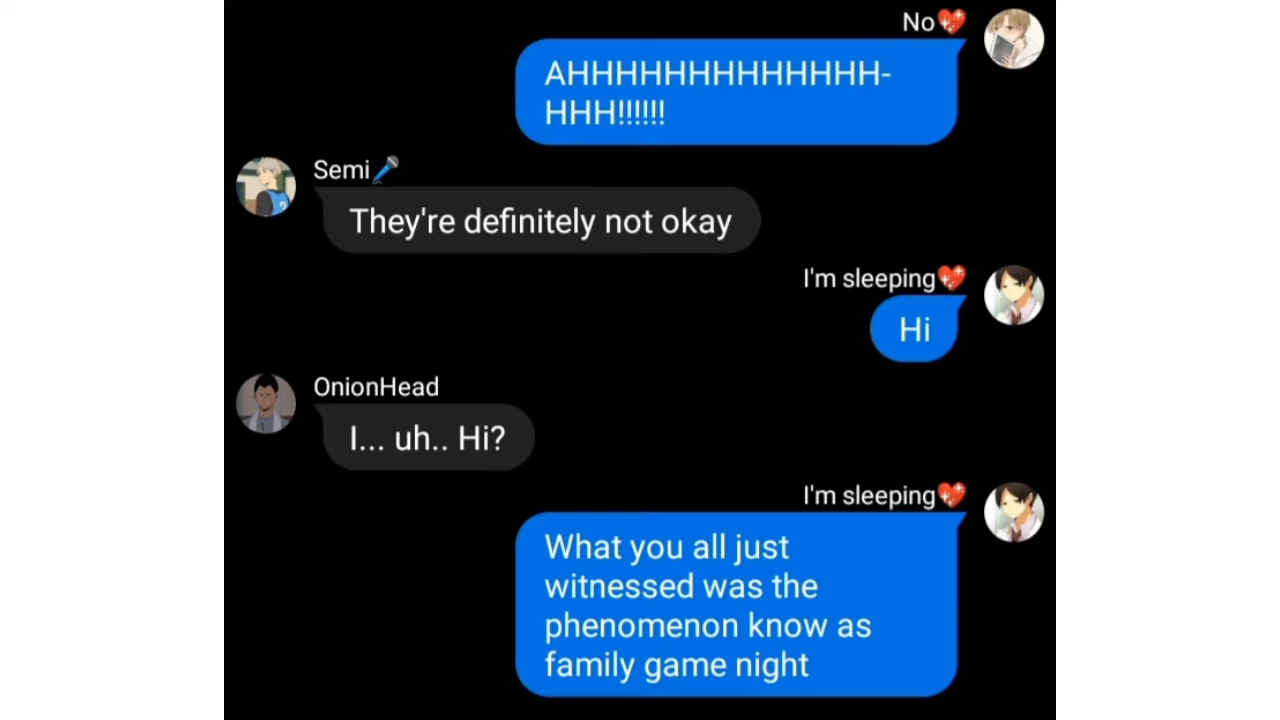 No💖
AHHHHHHHHHHHHH-
HHH!!!!!!
Semi🎤
They're definitely not okay
I'm sleeping💖
Hi
OnionHead
I... uh.. Hi?
I'm sleeping💖
What you all just
witnessed was the
phenomenon know as
family game night